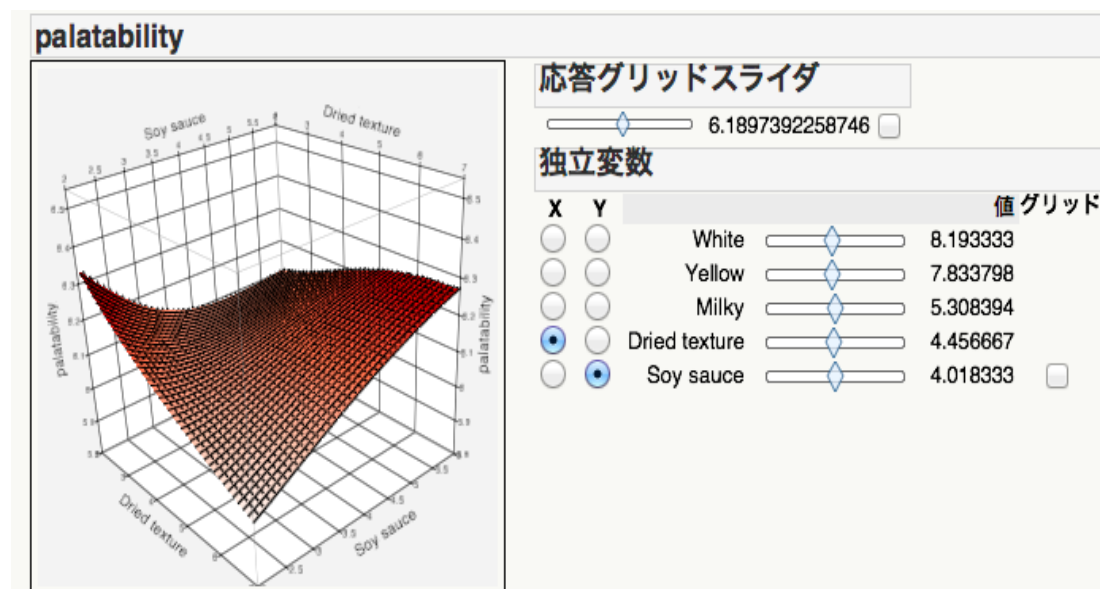 palatability
応答グリッドスライダ
6.1897392258746
独立変数
X Y 値 グリッド
White 8.193333
Yellow 7.833798
Milky 5.308394
Dried texture 4.456667
Soy sauce 4.018333
Soy sauce
Dried texture
palatability
palatability
Dried texture
Soy sauce